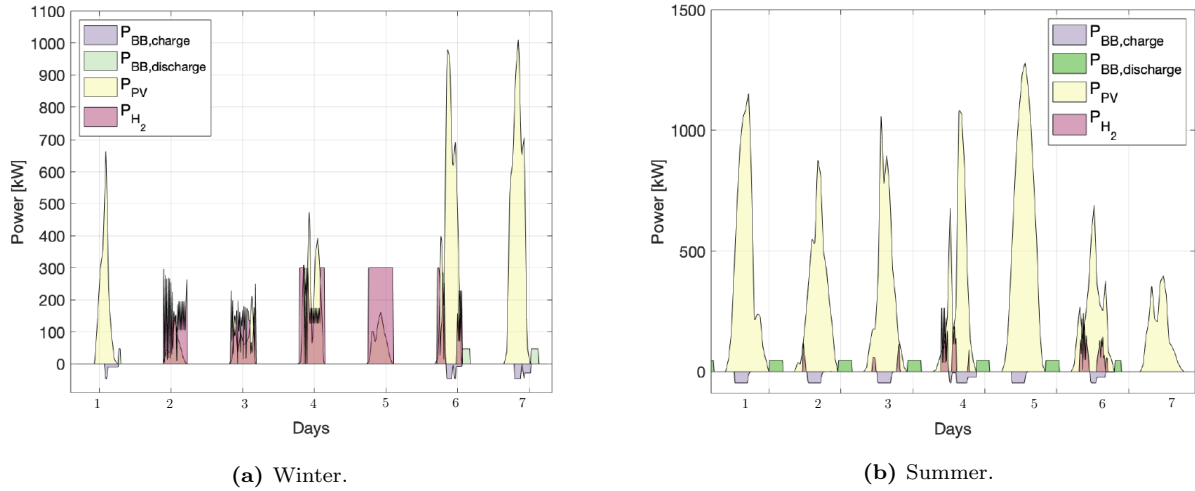 1100
1000
900
800
700
600
500
400
300
200
100
0
Power [kW]
P_BB,charge
P_BB,discharge
P_PV
P_H_2
1 2 3 4 5 6 7
Days
(a) Winter.
1500
1000
500
0
Power [kW]
P_BB,charge
P_BB,discharge
P_PV
P_H_2
1 2 3 4 5 6 7
Days
(b) Summer.